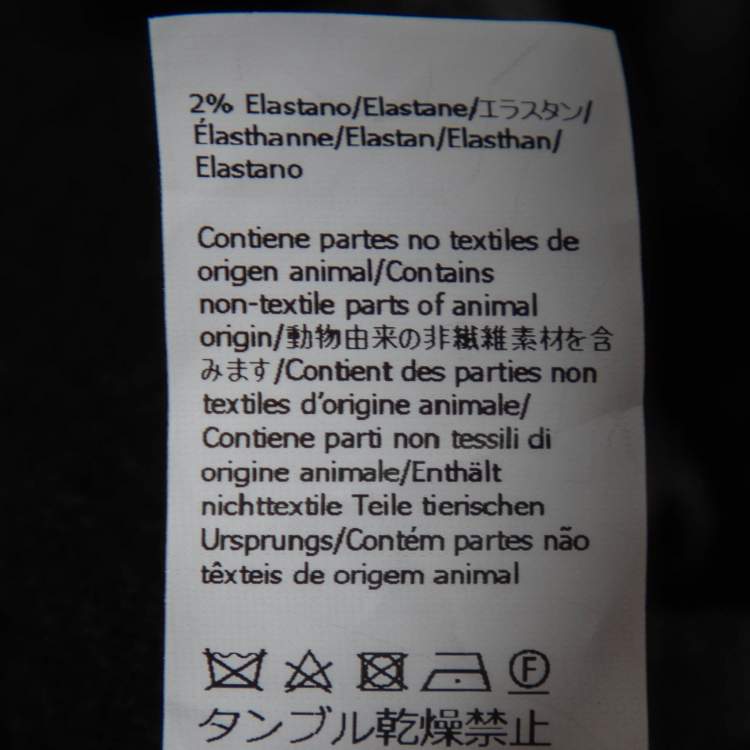 2% Elastano/Elastane/エラスタン/
Élasthanne/Elastan/Elasthan/
Elastano
Contiene partes no textiles de
origen animal/Contains
non-textile parts of animal
origin/動物由来の非繊維素材を含
みます/Contient des parties non
textiles d'origine animale/
Contiene parti non tessili di
origine animale/Enthält
nichttextile Teile tierischen
Ursprungs/Contém partes não
têxteis de origem animal
F
タンブル乾燥禁止